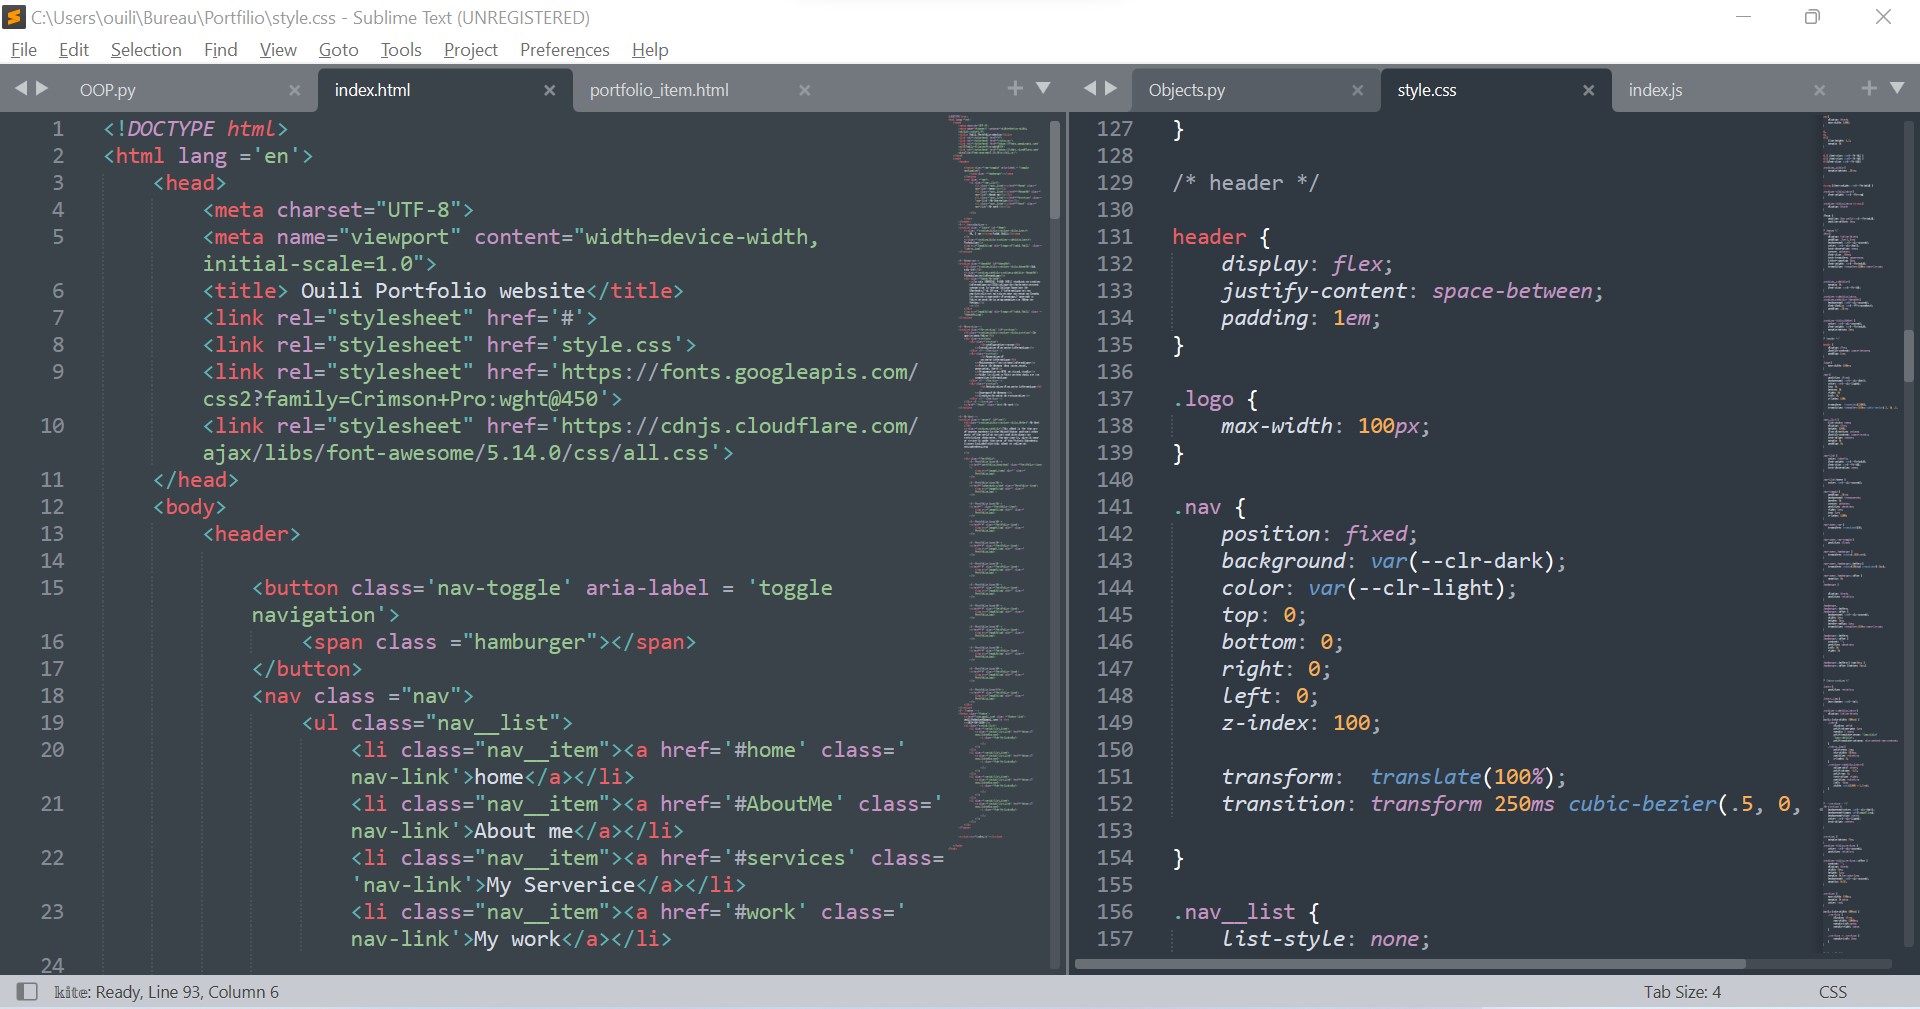 C:\Users\ouili\Bureau\Portfilio\style.css - Sublime Text (UNREGISTERED)
File Edit Selection Find View Goto Tools Project Preferences Help
OOP.py index.html portfolio_item.html Objects.py style.css index.js
1 <!DOCTYPE html>
2 <html lang ='en'>
3 <head>
4 <meta charset="UTF-8">
5 <meta name="viewport" content="width=device-width,
initial-scale=1.0">
6 <title> Ouili Portfolio website</title>
7 <link rel="stylesheet" href='#'>
8 <link rel="stylesheet" href='style.css'>
9 <link rel="stylesheet" href='https://fonts.googleapis.com/
css2?family=Crimson+Pro:wght@450'>
10 <link rel="stylesheet" href='https://cdnjs.cloudflare.com/
ajax/libs/font-awesome/5.14.0/css/all.css'>
11 </head>
12 <body>
13 <header>
14
15 <button class='nav-toggle' aria-label = 'toggle
navigation'>
16 <span class ="hamburger"></span>
17 </button>
18 <nav class ="nav">
19 <ul class="nav__list">
20 <li class="nav__item"><a href='#home' class='
nav-link'>home</a></li>
21 <li class="nav__item"><a href='#AboutMe' class='
nav-link'>About me</a></li>
22 <li class="nav__item"><a href='#services' class=
'nav-link'>My Serverice</a></li>
23 <li class="nav__item"><a href='#work' class='
nav-link'>My work</a></li>
24
127 }
128
129 /* header */
130
131 header {
132 display: flex;
133 justify-content: space-between;
134 padding: 1em;
135 }
136
137 .logo {
138 max-width: 100px;
139 }
140
141 .nav {
142 position: fixed;
143 background: var(--clr-dark);
144 color: var(--clr-light);
145 top: 0;
146 bottom: 0;
147 right: 0;
148 left: 0;
149 z-index: 100;
150
151 transform: translate(100%);
152 transition: transform 250ms cubic-bezier(.5, 0,
153
154 }
155
156 .nav__list {
157 list-style: none;
kite: Ready, Line 93, Column 6
Tab Size: 4 CSS